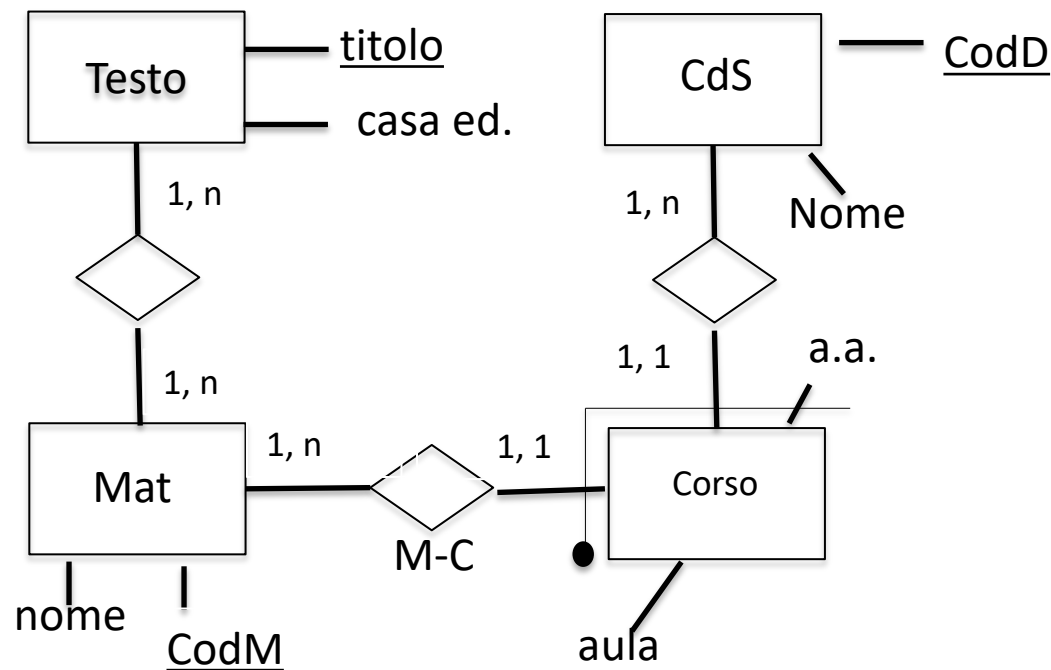 titolo
Testo
casa ed.
CdS
CodD
Nome
1, n
1, n
1, n
1, 1
a.a.
Mat
1, n
1, 1
Corso
M-C
nome
CodM
aula